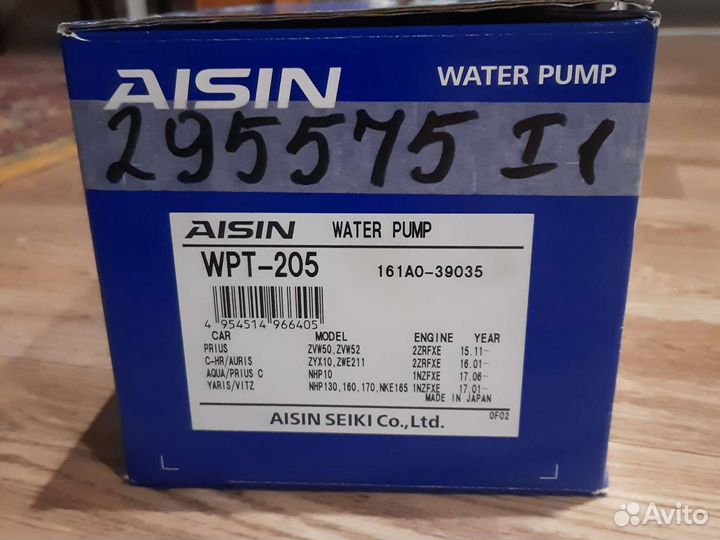 AISIN WATER PUMP
295575 I1
AISIN WATER PUMP
WPT-205 161A0-39035
4 954514 966405
CAR MODEL ENGINE YEAR
PRIUS ZVW50,ZVW52 2ZRFXE 15.11-
C-HR/AURIS ZYX10,ZWE211 2ZRFXE 16.01-
AQUA/PRIUS C NHP10 1NZFXE 17.06-
YARIS/VITZ NHP130,160,170,NKE165 1NZFXE 17.01-
MADE IN JAPAN
0F02
AISIN SEIKI Co.,Ltd.
Avito